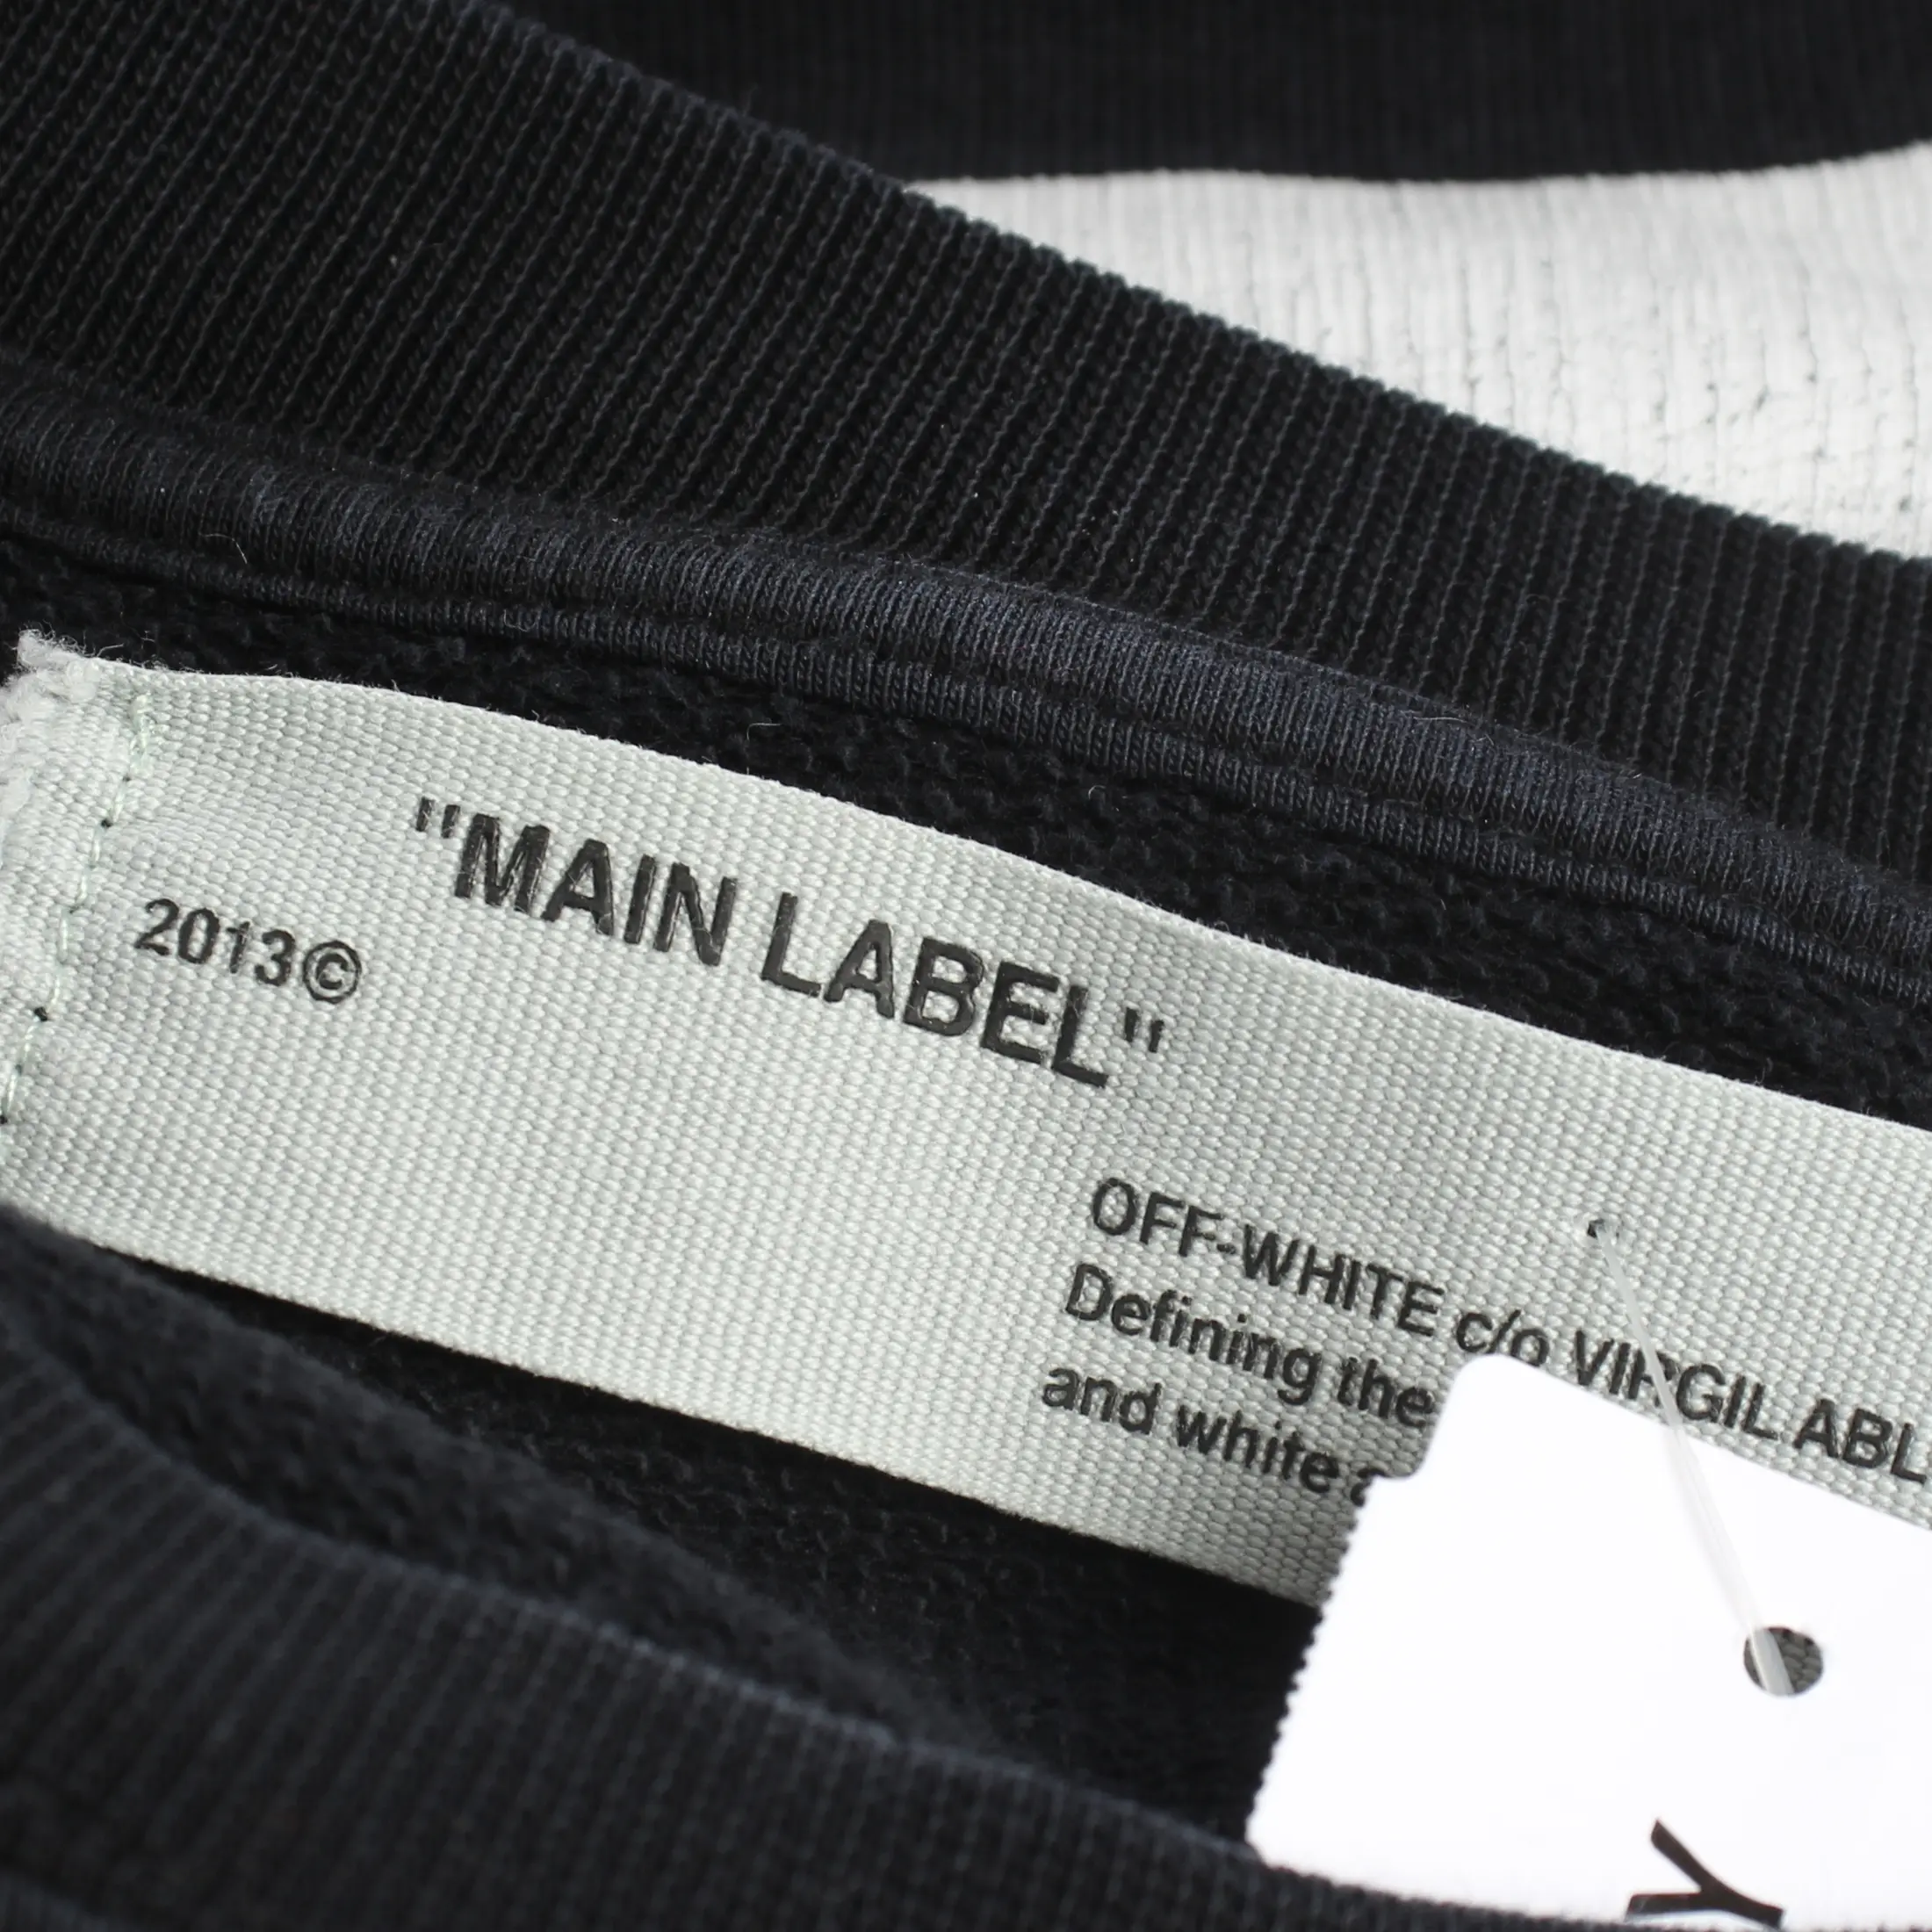 "MAIN LABEL"
2013©
OFF-WHITE c/o VIRGIL ABL
Defining the
and white
Y